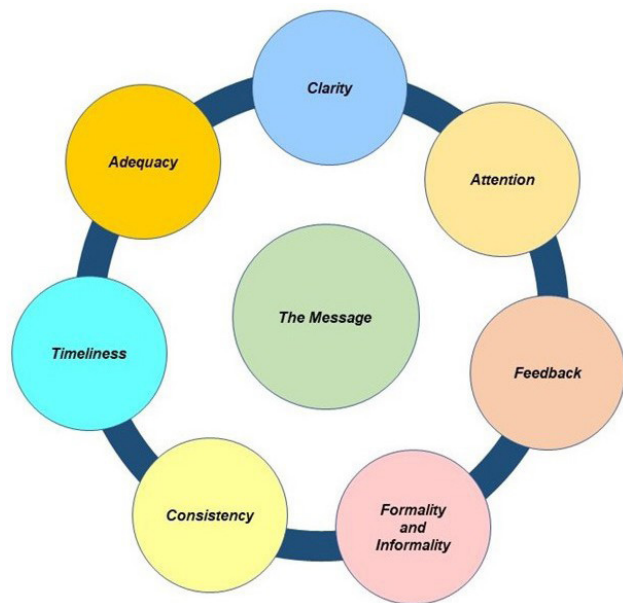 Clarity
Attention
Feedback
Formality
and
Informality
Consistency
Timeliness
Adequacy
The Message